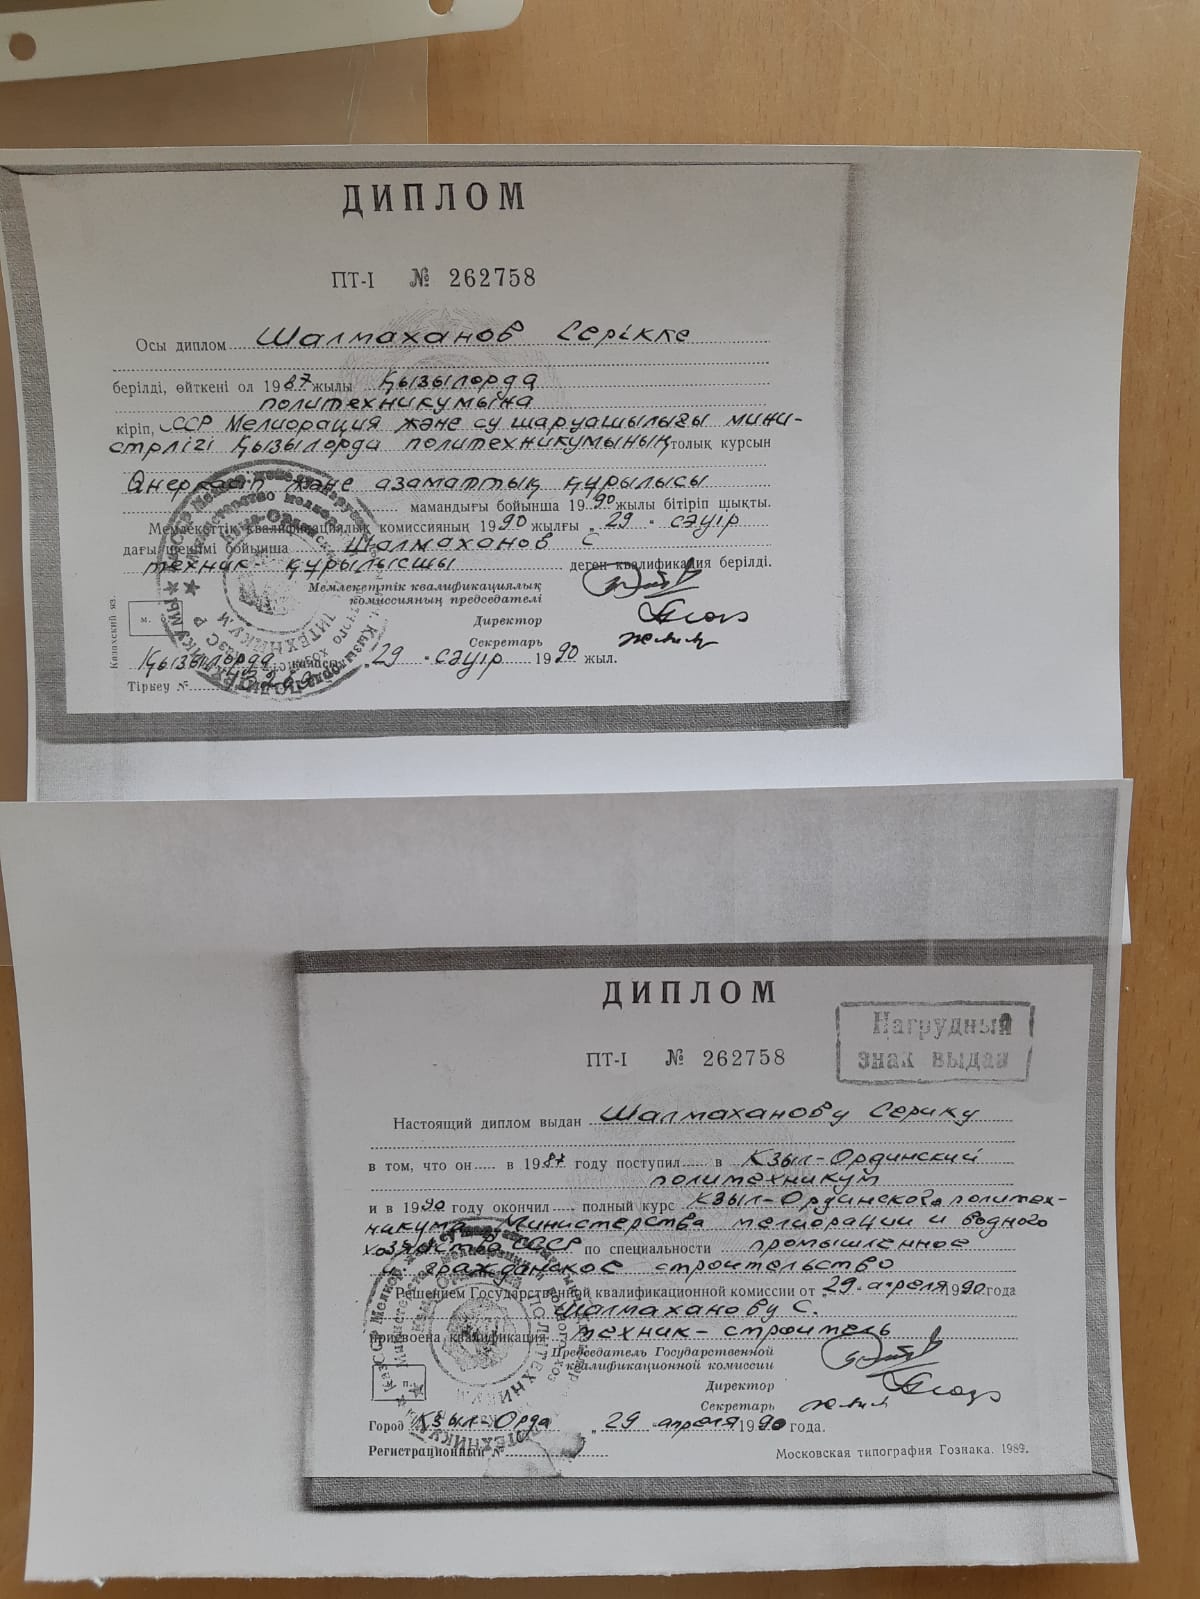 ДИПЛОМ
ПТ-I № 262758
Осы диплом Шалмаханов Серікке
берілді, өйткені ол 1987 жылы Қызылорда
политехникумына
кіріп, СССР Мелиорация және су шаруашылығы мини-
стрлігі Қызылорда политехникумының толық курсын
Өнеркәсіп және азаматтық құрылысы
мамандығы бойынша 1990 жылы бітіріп шықты.
Мемлекеттік квалификациялық комиссияның 1990 жылғы „29" сәуір
дағы шешімі бойынша Шалмаханов С
техник-құрылысшы деген квалификация берілді.
Мемлекеттік квалификациялық
комиссияның председателі
Директор
Секретарь
Казахский яз.
м.
Қызылорда „29" сәуір 1990 жыл.
Тіркеу №
ДИПЛОМ
Нагрудный
знак выдан
ПТ-I № 262758
Настоящий диплом выдан Шалмаханову Серику
в том, что он в 1987 году поступил в Кзыл-Ординский
политехникум
и в 1990 году окончил полный курс Кзыл-Ординского политех-
никума Министерства мелиорации и водного
хозяйства СССР по специальности промышленное
и гражданское строительство
Решением Государственной квалификационной комиссии от „29" апреля 1990 года
Шалмаханову С.
присвоена квалификация техник-строитель
Председатель Государственной
квалификационной комиссии
Директор
Секретарь
Город Кзыл-Орда „29" апреля 1990 года.
Регистрационный №
Московская типография Гознака. 1989.